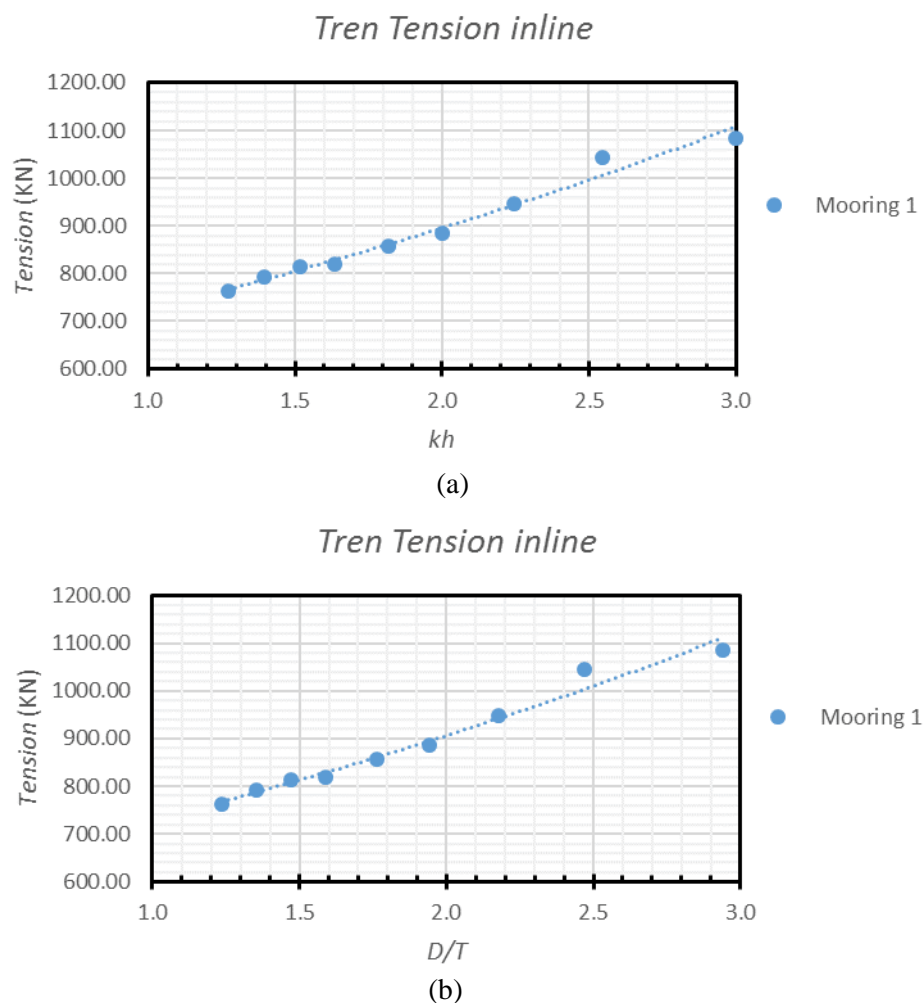 Tren Tension inline
1200.00
1100.00
1000.00
900.00
800.00
700.00
600.00
Tension (KN)
1.0 1.5 2.0 2.5 3.0
kh
Mooring 1
(a)
Tren Tension inline
1200.00
1100.00
1000.00
900.00
800.00
700.00
600.00
Tension (KN)
1.0 1.5 2.0 2.5 3.0
D/T
Mooring 1
(b)